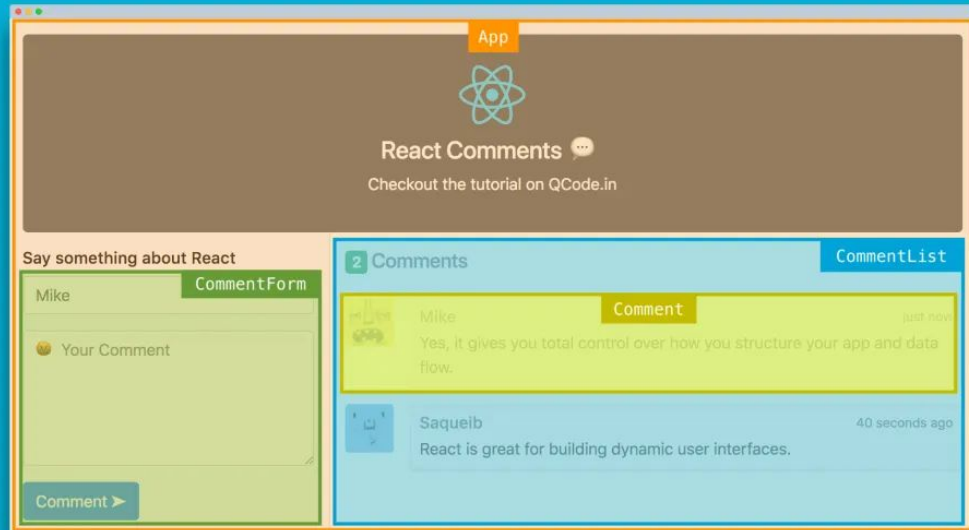 App
React Comments
Checkout the tutorial on QCode.in
Say something about React
CommentForm
Mike
Your Comment
Comment ➤
2 Comments
CommentList
Comment
Mike
just now
Yes, it gives you total control over how you structure your app and data
flow.
Saqueib
40 seconds ago
React is great for building dynamic user interfaces.